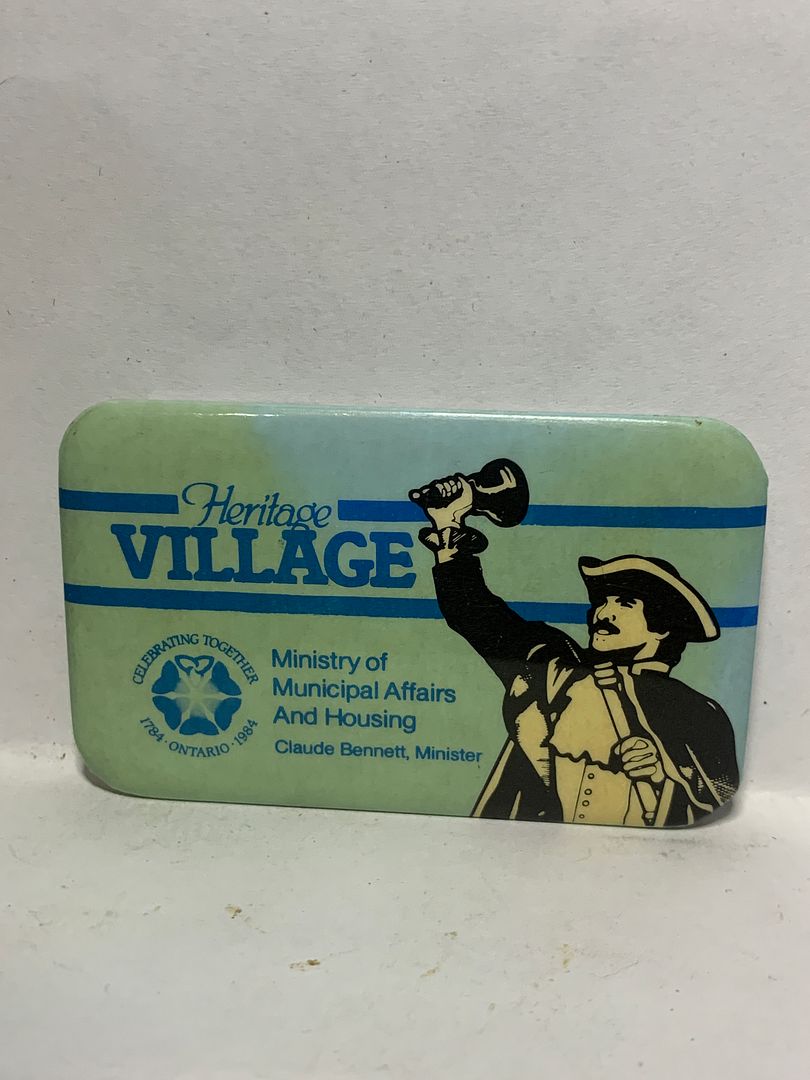 Heritage
VILLAGE
CELEBRATING TOGETHER
1784 · ONTARIO · 1984
Ministry of
Municipal Affairs
And Housing
Claude Bennett, Minister